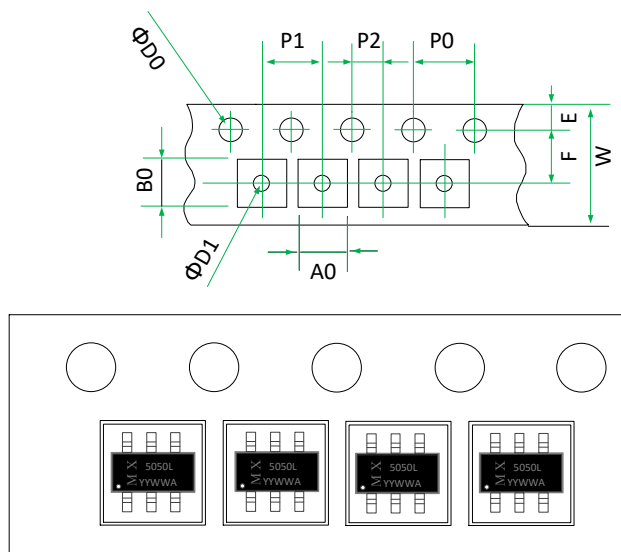 P1 P2 P0
ΦD0
E
F
W
B0
ΦD1
A0
MX 5050L
YYWWA
MX 5050L
YYWWA
MX 5050L
YYWWA
MX 5050L
YYWWA